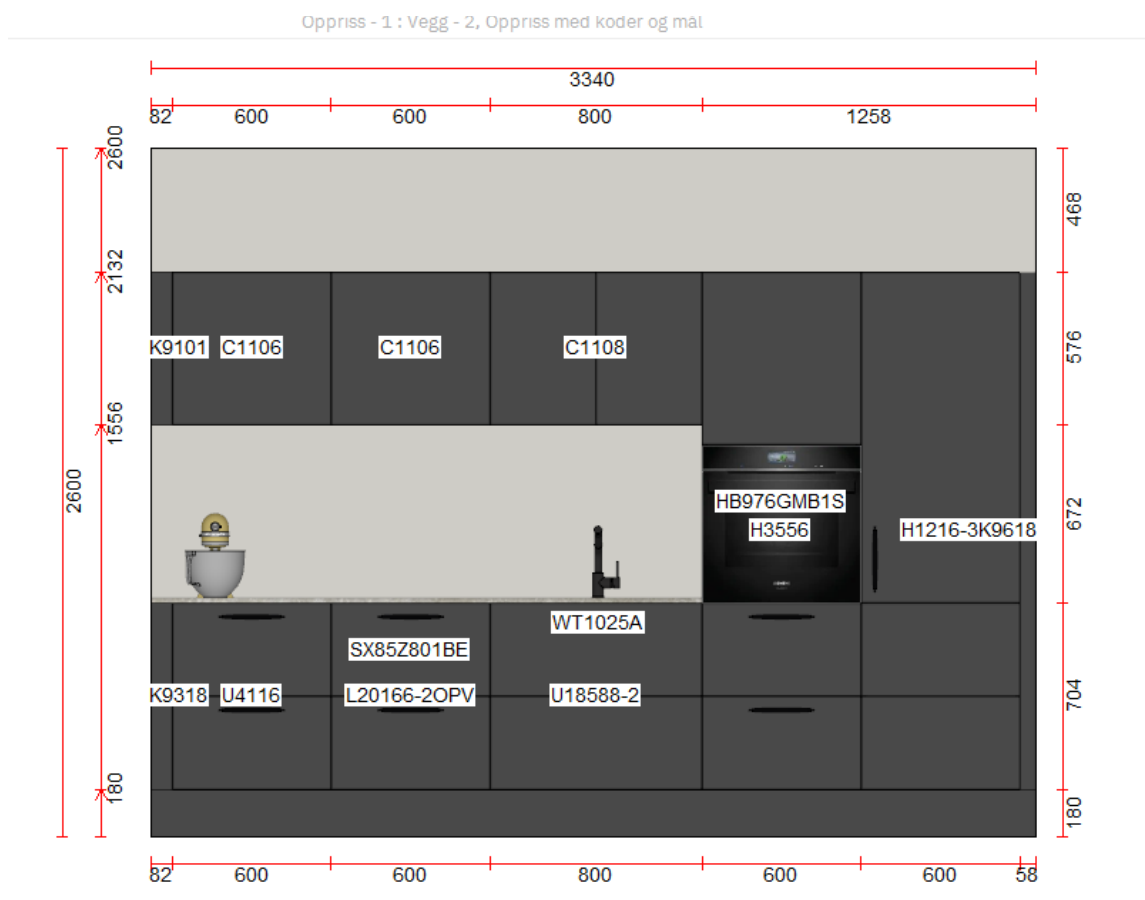 Oppriss - 1 : Vegg - 2, Oppriss med koder og mål
3340
82 600 600 800 1258
2600
2132
1556
180
2600
468
576
672
704
180
K9101 C1106 C1106 C1108
HB976GMB1S
H3556 H1216-3K9618
WT1025A
SX85Z801BE
K9318 U4116 L20166-2OPV U18588-2
82 600 600 800 600 600 58